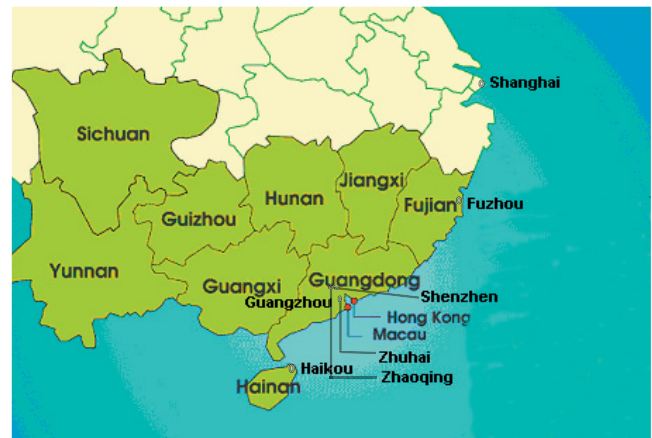 Shanghai
Sichuan
Jiangxi
Hunan
Fujian
Fuzhou
Guizhou
Yunnan
Guangxi
Guangdong
Guangzhou
Shenzhen
Hong Kong
Macau
Zhuhai
Haikou
Zhaoqing
Hainan